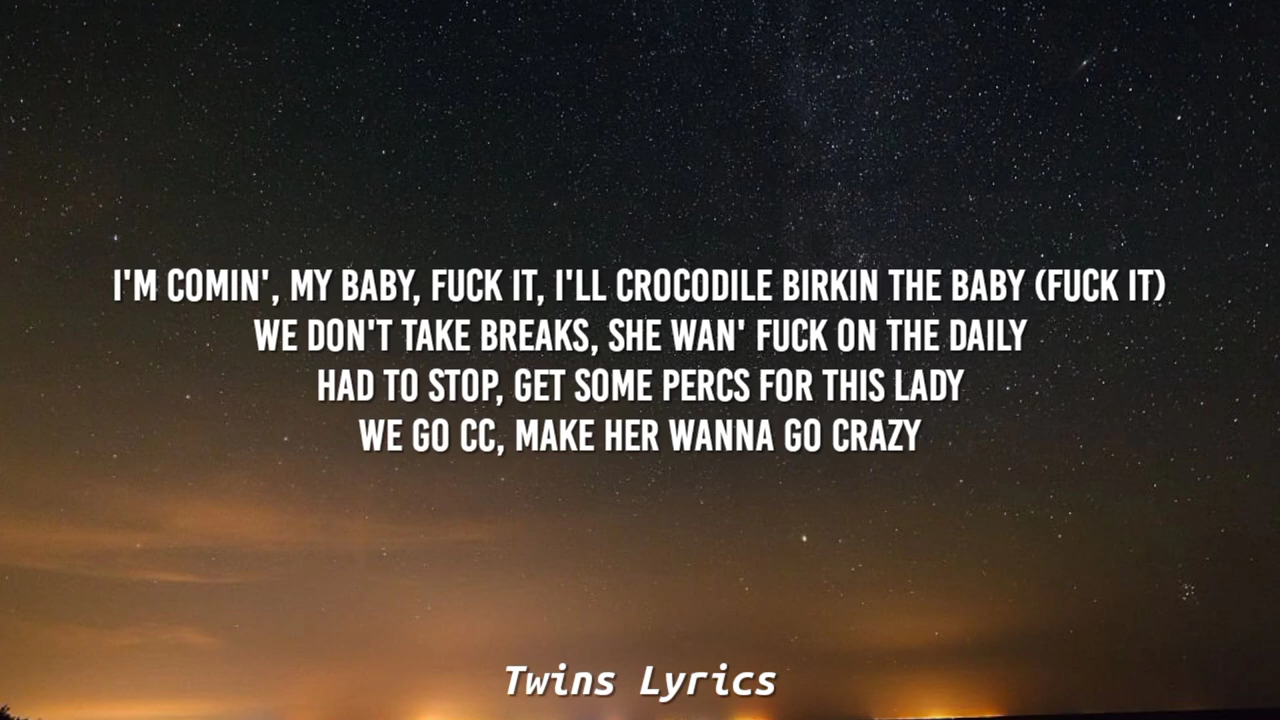 I'M COMIN', MY BABY, FUCK IT, I'LL CROCODILE BIRKIN THE BABY (FUCK IT)
WE DON'T TAKE BREAKS, SHE WAN' FUCK ON THE DAILY
HAD TO STOP, GET SOME PERCS FOR THIS LADY
WE GO CC, MAKE HER WANNA GO CRAZY
Twins Lyrics